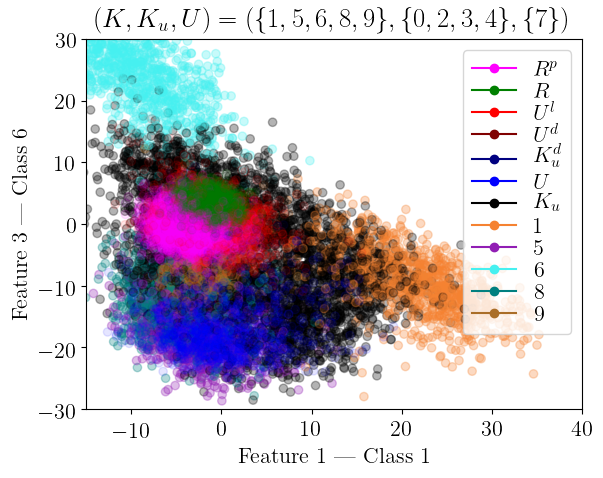 (K, K_u, U) = ({1, 5, 6, 8, 9}, {0, 2, 3, 4}, {7})
30
20
10
0
−10
−20
−30
Feature 3 — Class 6
R^p
R
U^l
U^d
K_u^d
U
K_u
1
5
6
8
9
−10
0
10
20
30
40
Feature 1 — Class 1